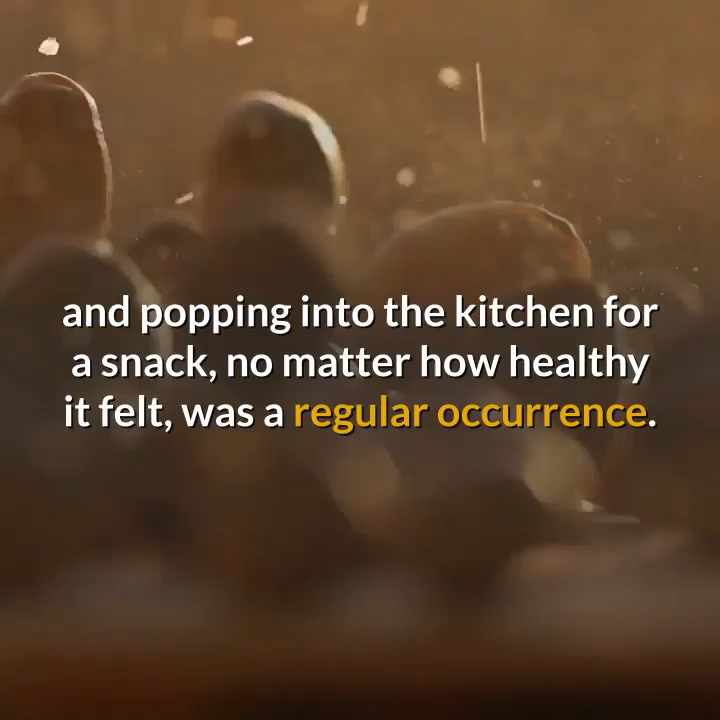 and popping into the kitchen for
a snack, no matter how healthy
it felt, was a regular occurrence.